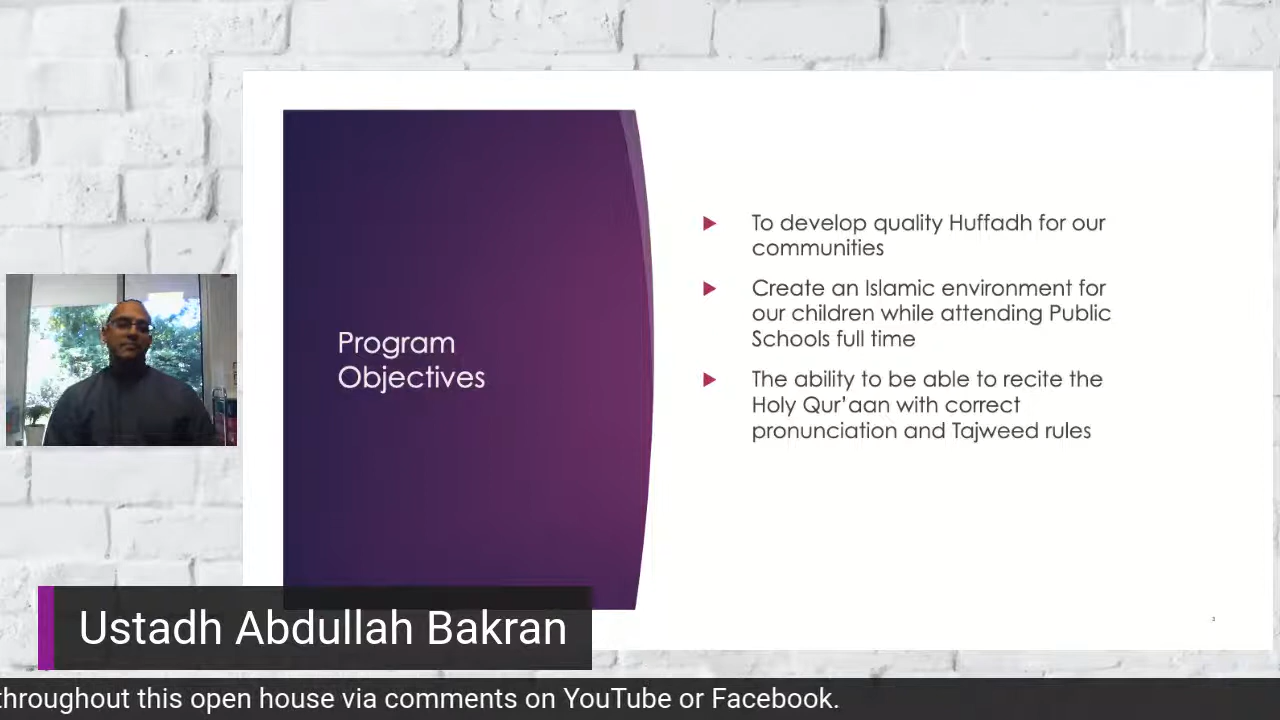 Program
Objectives
To develop quality Huffadh for our
communities
Create an Islamic environment for
our children while attending Public
Schools full time
The ability to be able to recite the
Holy Qur'aan with correct
pronunciation and Tajweed rules
3
Ustadh Abdullah Bakran
throughout this open house via comments on YouTube or Facebook.